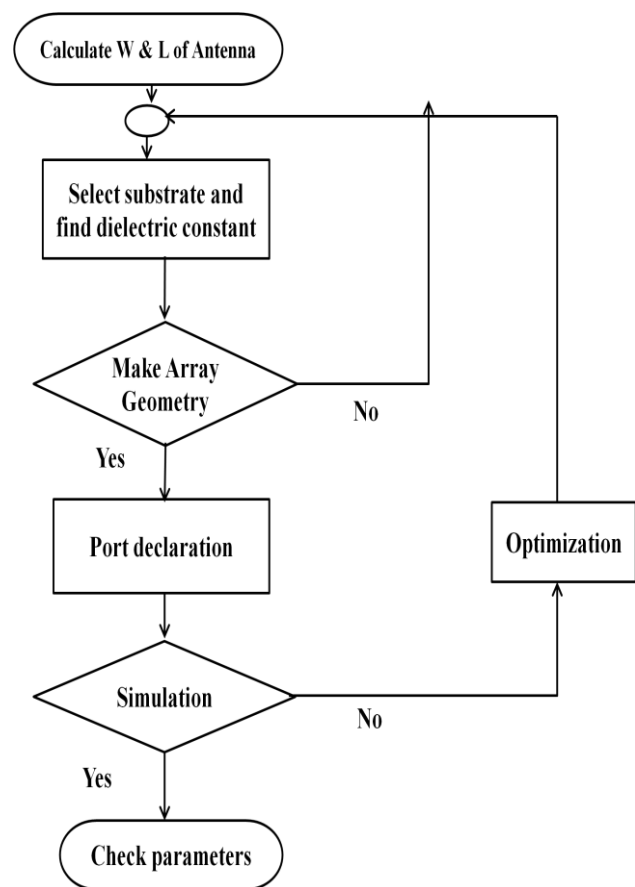 Calculate W & L of Antenna
Select substrate and
find dielectric constant
Make Array
Geometry
No
Yes
Port declaration
Optimization
Simulation
No
Yes
Check parameters